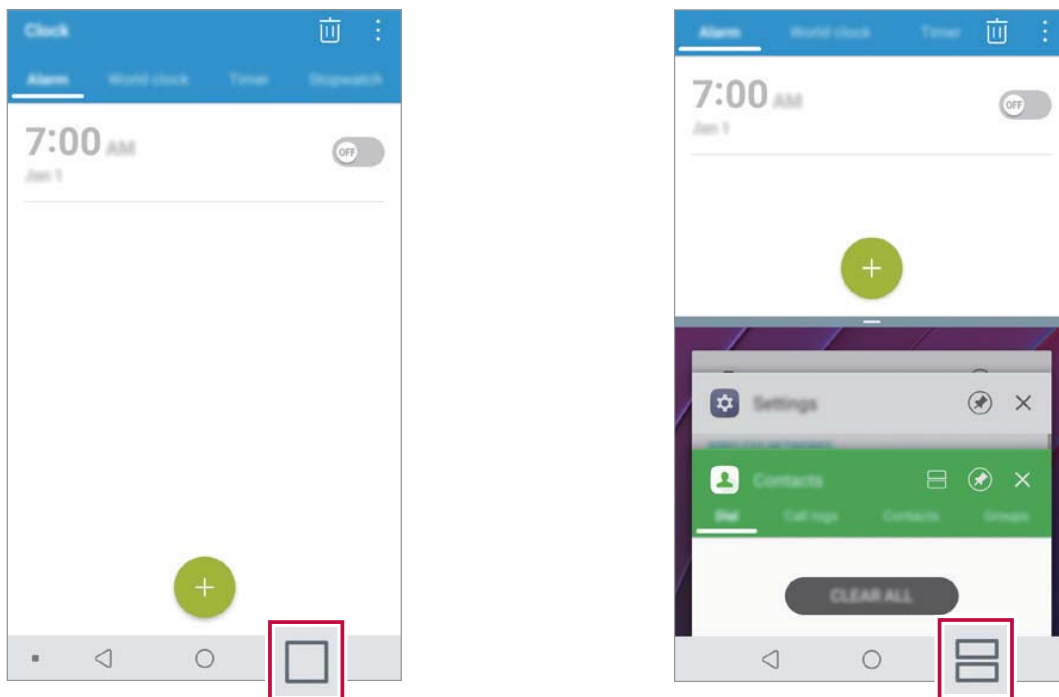 Clock
Alarm World clock Timer Stopwatch
7:00 AM
OFF
Jan 1
Alarm World clock Timer
7:00 AM
OFF
Jan 1
Settings
Contacts
Dial Call logs Contacts Groups
CLEAR ALL